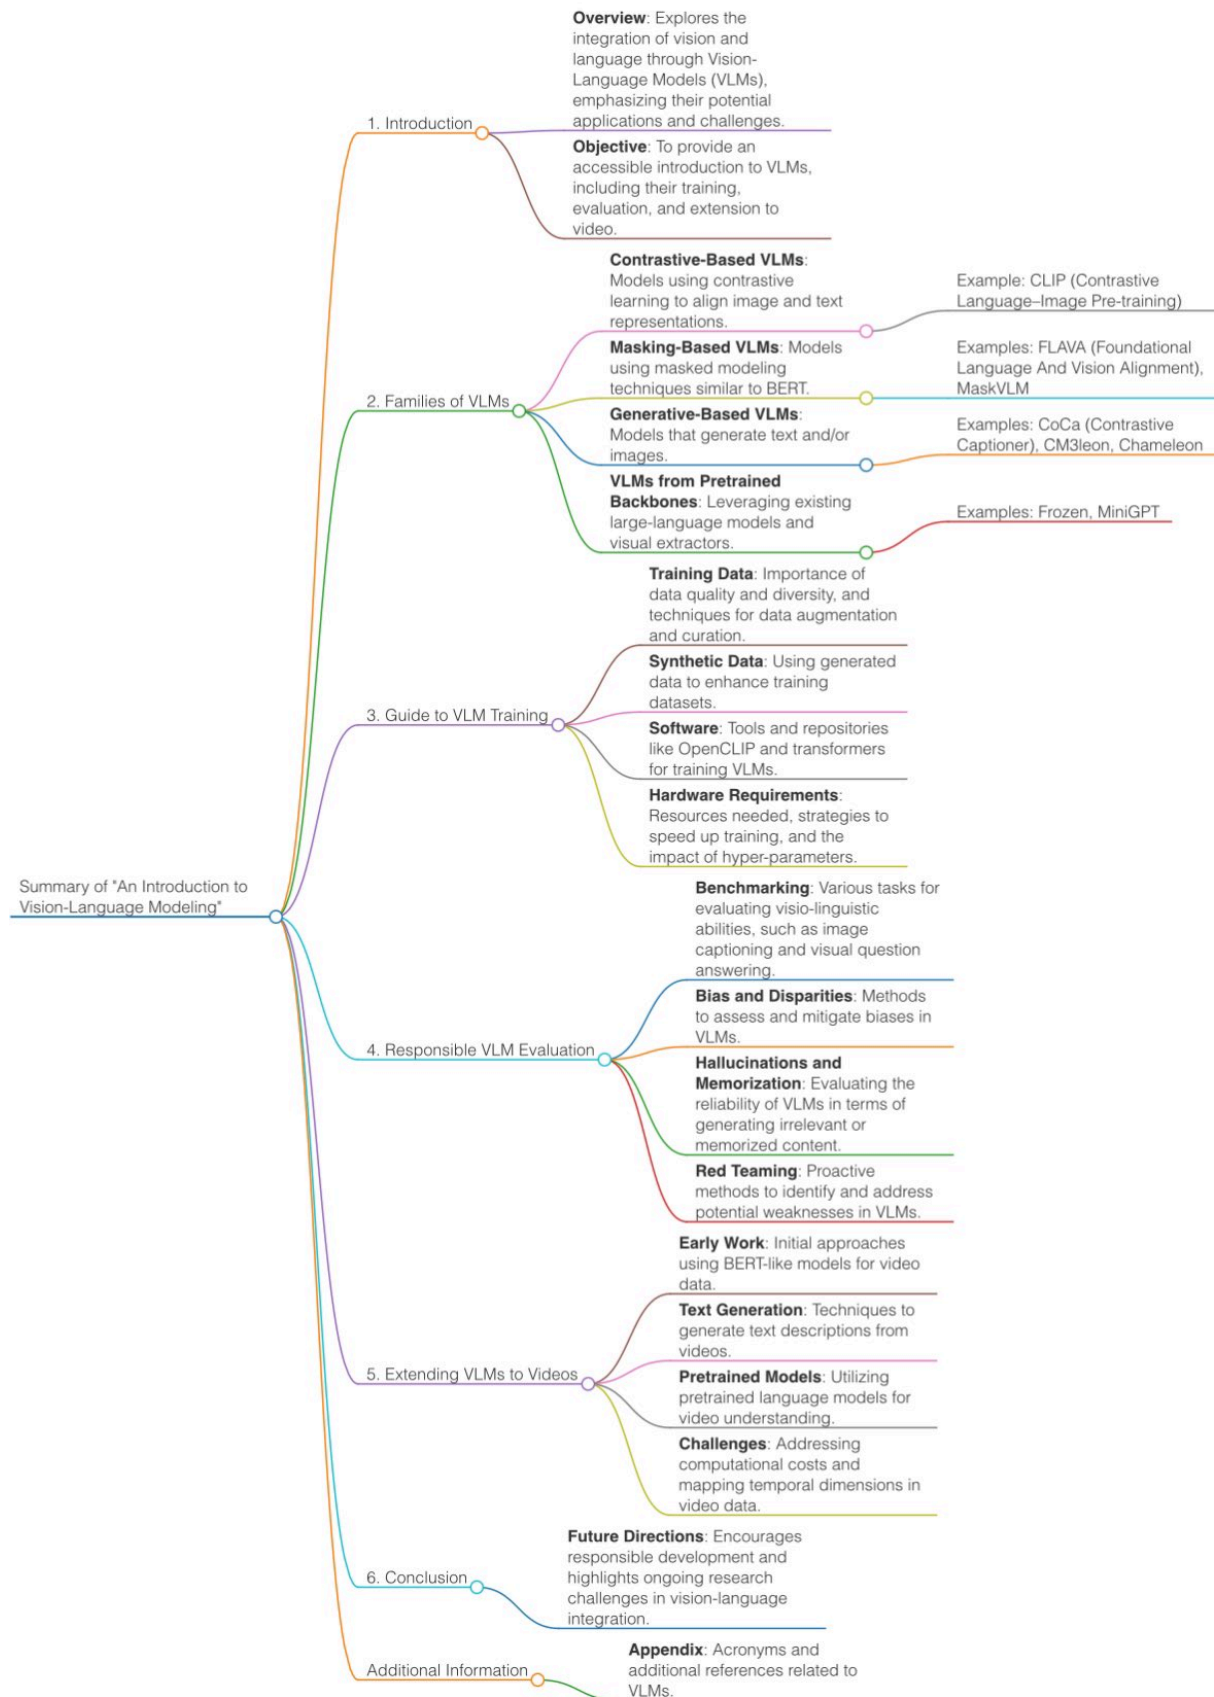 Summary of "An Introduction to
Vision-Language Modeling"
1. Introduction
Overview: Explores the
integration of vision and
language through Vision-
Language Models (VLMs),
emphasizing their potential
applications and challenges.
Objective: To provide an
accessible introduction to VLMs,
including their training,
evaluation, and extension to
video.
2. Families of VLMs
Contrastive-Based VLMs:
Models using contrastive
learning to align image and text
representations.
Example: CLIP (Contrastive
Language–Image Pre-training)
Masking-Based VLMs: Models
using masked modeling
techniques similar to BERT.
Examples: FLAVA (Foundational
Language And Vision Alignment),
MaskVLM
Generative-Based VLMs:
Models that generate text and/or
images.
Examples: CoCa (Contrastive
Captioner), CM3leon, Chameleon
VLMs from Pretrained
Backbones: Leveraging existing
large-language models and
visual extractors.
Examples: Frozen, MiniGPT
3. Guide to VLM Training
Training Data: Importance of
data quality and diversity, and
techniques for data augmentation
and curation.
Synthetic Data: Using generated
data to enhance training
datasets.
Software: Tools and repositories
like OpenCLIP and transformers
for training VLMs.
Hardware Requirements:
Resources needed, strategies to
speed up training, and the
impact of hyper-parameters.
4. Responsible VLM Evaluation
Benchmarking: Various tasks for
evaluating visio-linguistic
abilities, such as image
captioning and visual question
answering.
Bias and Disparities: Methods
to assess and mitigate biases in
VLMs.
Hallucinations and
Memorization: Evaluating the
reliability of VLMs in terms of
generating irrelevant or
memorized content.
Red Teaming: Proactive
methods to identify and address
potential weaknesses in VLMs.
5. Extending VLMs to Videos
Early Work: Initial approaches
using BERT-like models for video
data.
Text Generation: Techniques to
generate text descriptions from
videos.
Pretrained Models: Utilizing
pretrained language models for
video understanding.
Challenges: Addressing
computational costs and
mapping temporal dimensions in
video data.
6. Conclusion
Future Directions: Encourages
responsible development and
highlights ongoing research
challenges in vision-language
integration.
Additional Information
Appendix: Acronyms and
additional references related to
VLMs.